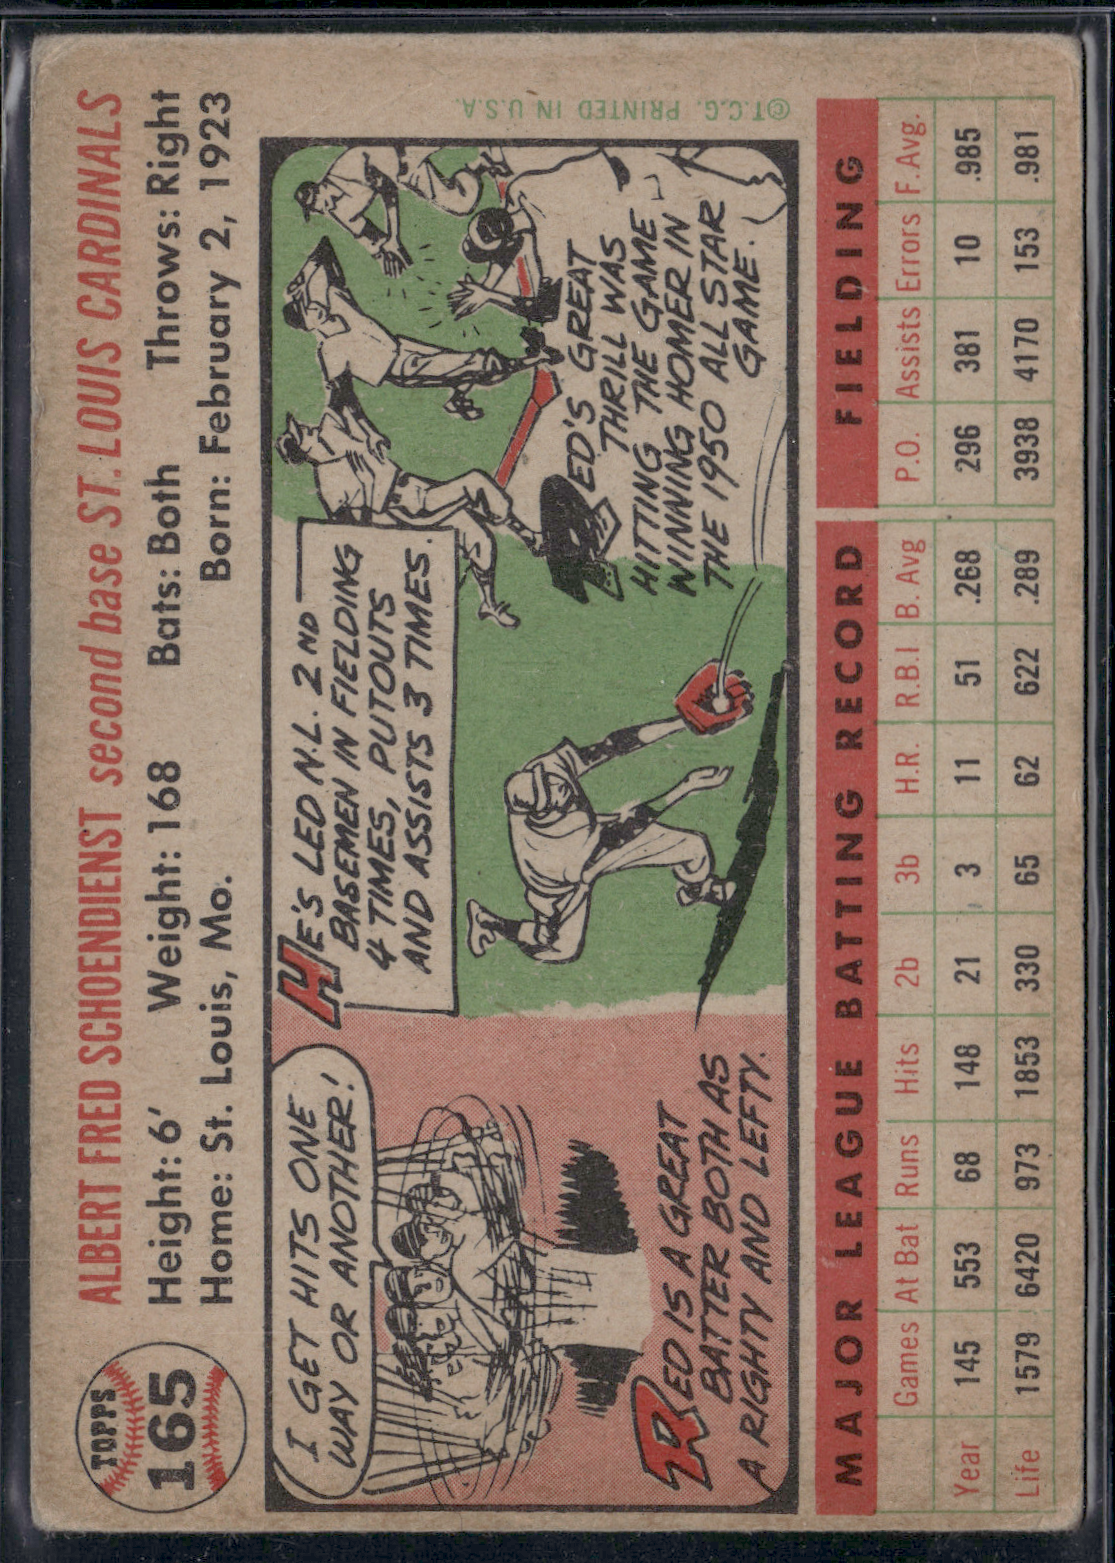 TOPPS
165
ALBERT FRED SCHOENDIENST second base ST. LOUIS CARDINALS
Height: 6' Weight: 168 Bats: Both Throws: Right
Home: St. Louis, Mo. Born: February 2, 1923
I GET HITS ONE
WAY OR ANOTHER!
RED IS A GREAT
BATTER BOTH AS
A RIGHTY AND LEFTY.
HE'S LED N.L. 2ND
BASEMEN IN FIELDING
4 TIMES, PUTOUTS
AND ASSISTS 3 TIMES.
RED'S GREAT
THRILL WAS
HITTING THE GAME
WINNING HOMER IN
THE 1950 ALL STAR
GAME.
©T.C.G. PRINTED IN U.S.A.
MAJOR LEAGUE BATTING RECORD FIELDING
Games At Bat Runs Hits 2b 3b H.R. R.B.I B. Avg P.O. Assists Errors F. Avg.
Year 145 553 68 148 21 3 11 51 .268 296 381 10 .985
Life 1579 6420 973 1853 330 65 62 622 .289 3938 4170 153 .981